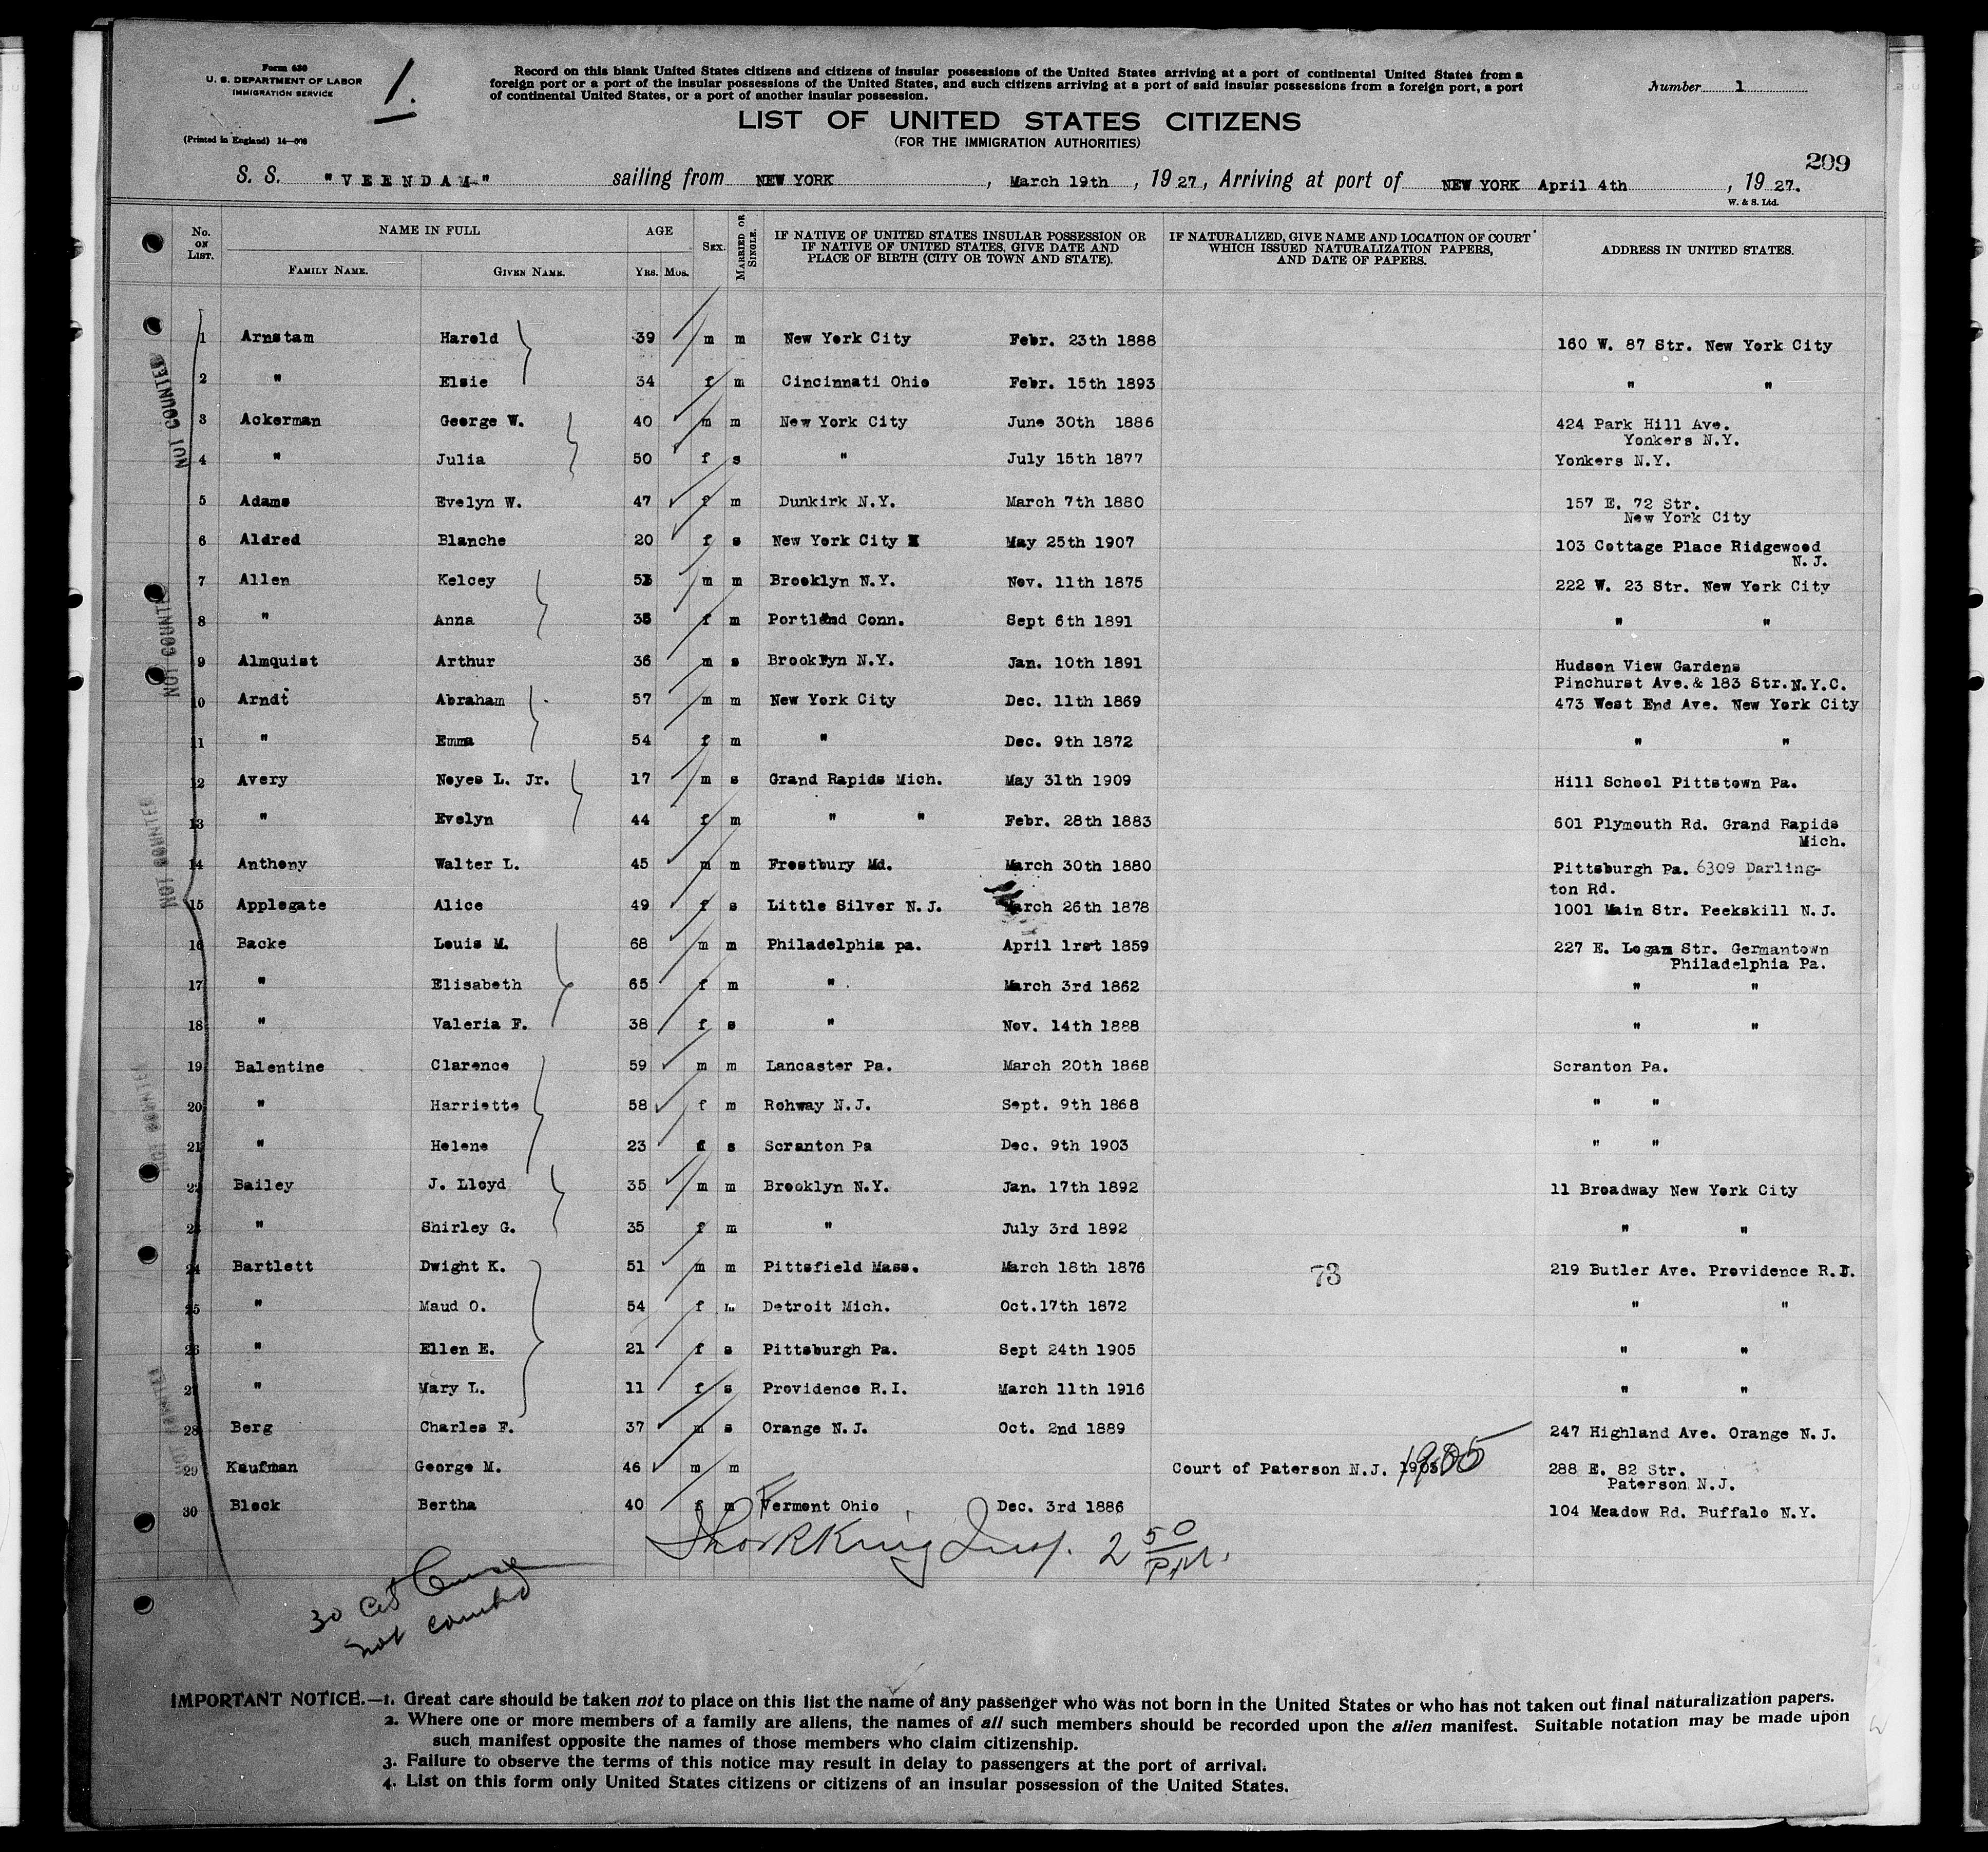 Form 630
U. S. DEPARTMENT OF LABOR
IMMIGRATION SERVICE
(Printed in England) 14—
1.
Record on this blank United States citizens and citizens of insular possessions of the United States arriving at a port of continental United States from a
foreign port or a port of the insular possessions of the United States, and such citizens arriving at a port of said insular possessions from a foreign port, a port
of continental United States, or a port of another insular possession.
Number 1
LIST OF UNITED STATES CITIZENS
(FOR THE IMMIGRATION AUTHORITIES)
209
S. S. "VEENDAM" sailing from NEW YORK, March 19th, 1927, Arriving at port of NEW YORK April 4th, 1927.
W. & S. Ltd.
No. ON LIST. NAME IN FULL FAMILY NAME. GIVEN NAME. AGE YRS. MOS. SEX. MARRIED OR SINGLE. IF NATIVE OF UNITED STATES INSULAR POSSESSION OR IF NATIVE OF UNITED STATES, GIVE DATE AND PLACE OF BIRTH (CITY OR TOWN AND STATE). IF NATURALIZED, GIVE NAME AND LOCATION OF COURT WHICH ISSUED NATURALIZATION PAPERS, AND DATE OF PAPERS. ADDRESS IN UNITED STATES.
1 Arnstam Harold 39 m m New York City Febr. 23th 1888 160 W. 87 Str. New York City
2 " Elsie 34 f m Cincinnati Ohio Febr. 15th 1893 " "
3 Ackerman George W. 40 m m New York City June 30th 1886 424 Park Hill Ave.
Yonkers N.Y.
4 " Julia 50 f s " July 15th 1877 Yonkers N.Y.
5 Adams Evelyn W. 47 f m Dunkirk N.Y. March 7th 1880 157 E. 72 Str.
New York City
6 Aldred Blanche 20 f s New York City May 25th 1907 103 Cottage Place Ridgewood
N.J.
7 Allen Kelcey m m Brooklyn N.Y. Nov. 11th 1875 222 W. 23 Str. New York City
8 " Anna 35 f m Portland Conn. Sept 6th 1891 " "
9 Almquist Arthur 36 m s Brooklyn N.Y. Jan. 10th 1891 Hudson View Gardens
Pinchurst Ave.& 183 Str.N.Y.C.
10 Arndt Abraham 57 m m New York City Dec. 11th 1869 473 West End Ave. New York City
11 " Emma 54 f m " Dec. 9th 1872 " "
12 Avery Noyes L. Jr. 17 m s Grand Rapids Mich. May 31th 1909 Hill School Pittstown Pa.
13 " Evelyn 44 f m " " Febr. 28th 1883 601 Plymouth Rd. Grand Rapids
Mich.
14 Anthony Walter L. 45 m m Frostbury Md. March 30th 1880 Pittsburgh Pa. 6309 Darling-
ton Rd.
15 Applegate Alice 49 f s Little Silver N.J. March 26th 1878 1001 Main Str. Peekskill N.J.
16 Backe Louis M. 68 m m Philadelphia pa. April 1rst 1859 227 E. Logan Str. Germantown
Philadelphia Pa.
17 " Elisabeth 65 f m " March 3rd 1862 " "
18 " Valeria F. 38 f s " Nov. 14th 1888 " "
19 Balentine Clarence 59 m m Lancaster Pa. March 20th 1868 Scranton Pa.
20 " Harriette 58 f m Rohway N.J. Sept. 9th 1868 " "
21 " Helene 23 f s Scranton Pa Dec. 9th 1903 " "
22 Bailey J. Lloyd 35 m m Brooklyn N.Y. Jan. 17th 1892 11 Broadway New York City
23 " Shirley G. 35 f m " July 3rd 1892 " "
24 Bartlett Dwight K. 51 m m Pittsfield Mass. March 18th 1876 73 219 Butler Ave. Providence R.I.
25 " Maud O. 54 f m Detroit Mich. Oct.17th 1872 " "
26 " Ellen E. 21 f s Pittsburgh Pa. Sept 24th 1905 " "
27 " Mary L. 11 f s Providence R.I. March 11th 1916 " "
28 Berg Charles F. 37 m s Orange N.J. Oct. 2nd 1889 247 Highland Ave. Orange N.J.
29 Kaufman George M. 46 m m Court of Paterson N.J. 1905 288 E. 82 Str.
Paterson N.J.
30 Block Bertha 40 f m Vermont Ohio Dec. 3rd 1886 104 Meadow Rd. Buffalo N.Y.
Insp. 2 50 P.M.
30 Cit
not counted
NOT COUNTED
NOT COUNTE
NOT COUNTED
NOT COUNTED
NOT COUNTED
IMPORTANT NOTICE.—1. Great care should be taken not to place on this list the name of any passenger who was not born in the United States or who has not taken out final naturalization papers.
2. Where one or more members of a family are aliens, the names of all such members should be recorded upon the alien manifest. Suitable notation may be made upon
such manifest opposite the names of those members who claim citizenship.
3. Failure to observe the terms of this notice may result in delay to passengers at the port of arrival.
4. List on this form only United States citizens or citizens of an insular possession of the United States.